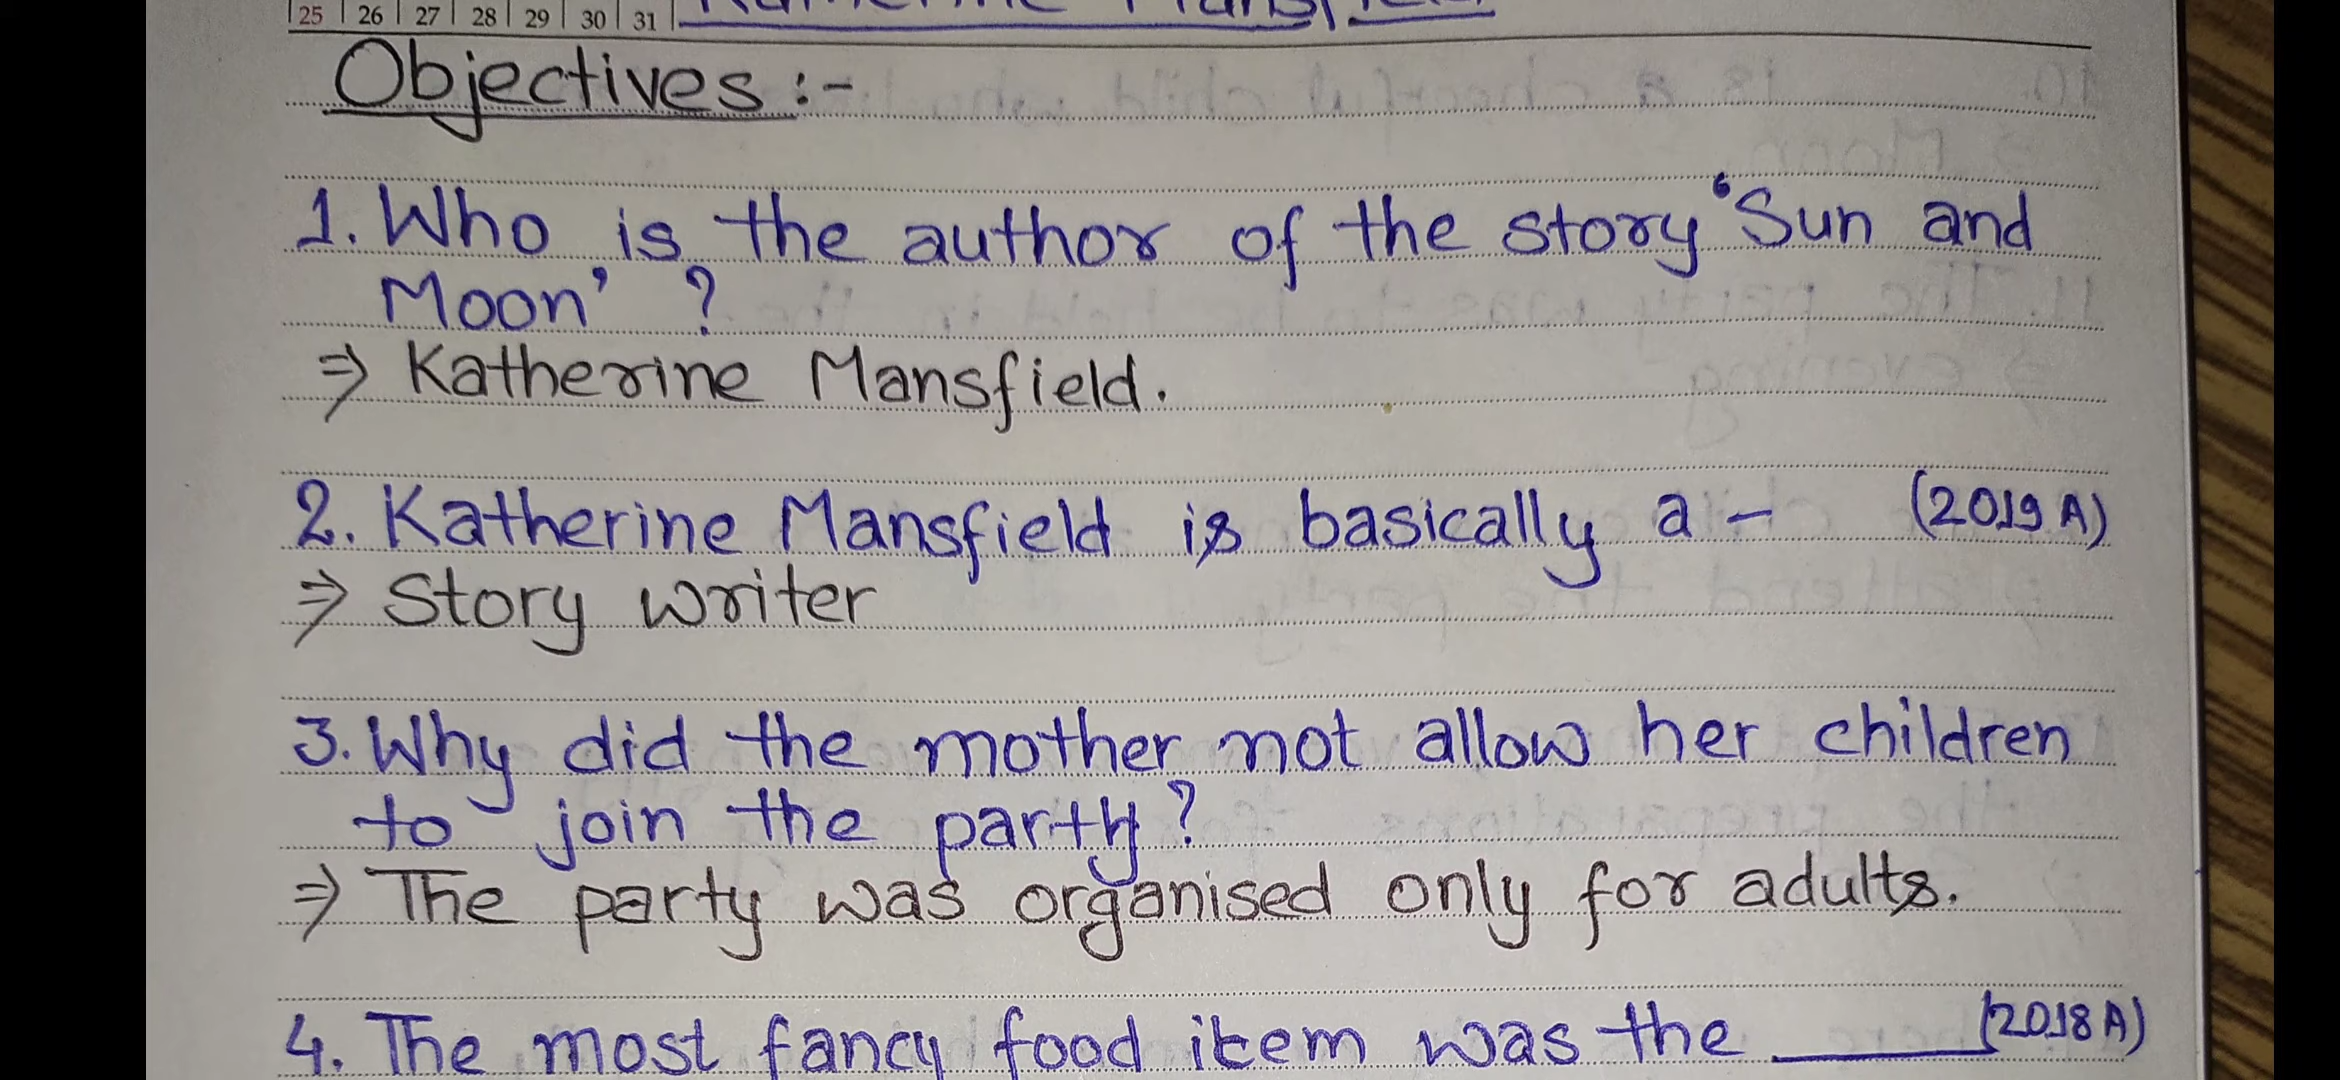 25 | 26 | 27 | 28 | 29 | 30 | 31 Katherine Mansfield
Objectives :-
1. Who is the author of the story 'Sun and
Moon' ?
⇒ Katherine Mansfield.
2. Katherine Mansfield is basically a - (2019 A)
⇒ Story writer
3. Why did the mother not allow her children
to join the party?
⇒ The party was organised only for adults.
4. The most fancy food item was the ______ (2018 A)